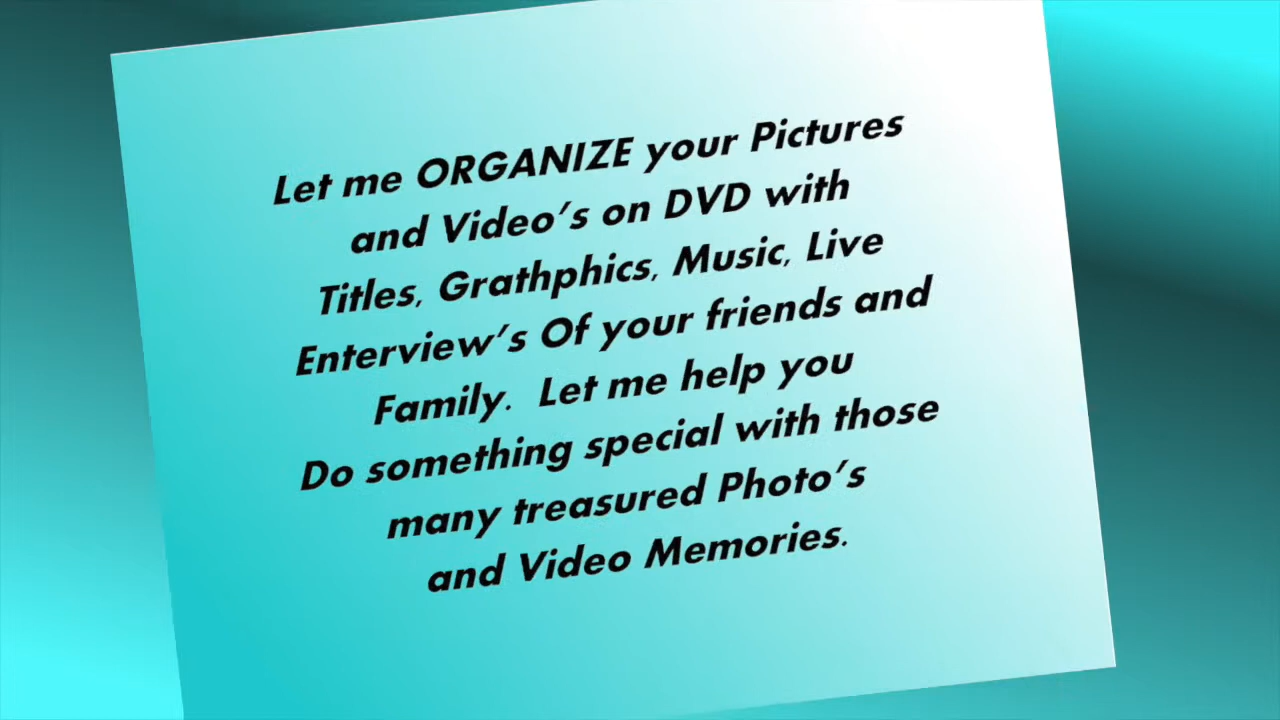 Let me ORGANIZE your Pictures
and Video's on DVD with
Titles, Grathphics, Music, Live
Enterview's Of your friends and
Family.  Let me help you
Do something special with those
many treasured Photo's
and Video Memories.